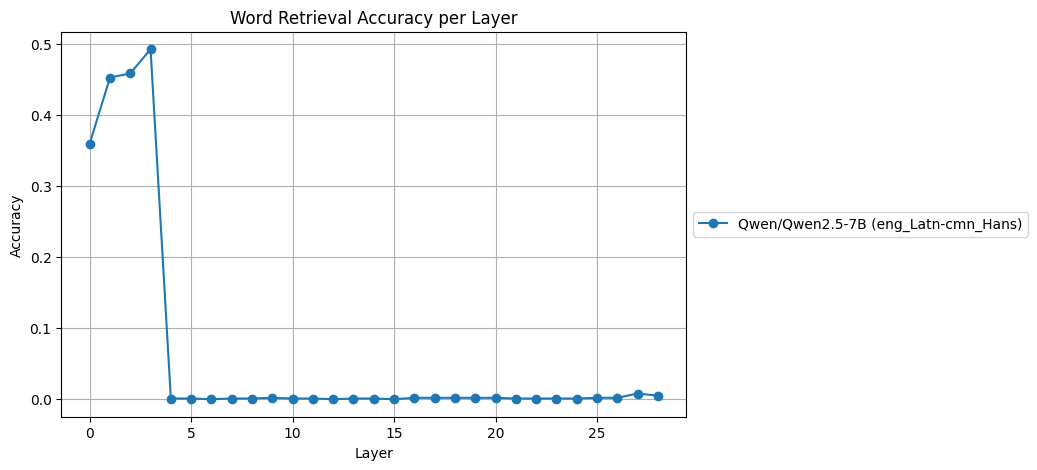 Word Retrieval Accuracy per Layer
0.5
0.4
0.3
0.2
0.1
0.0
Accuracy
0 5 10 15 20 25
Layer
Qwen/Qwen2.5-7B (eng_Latn-cmn_Hans)